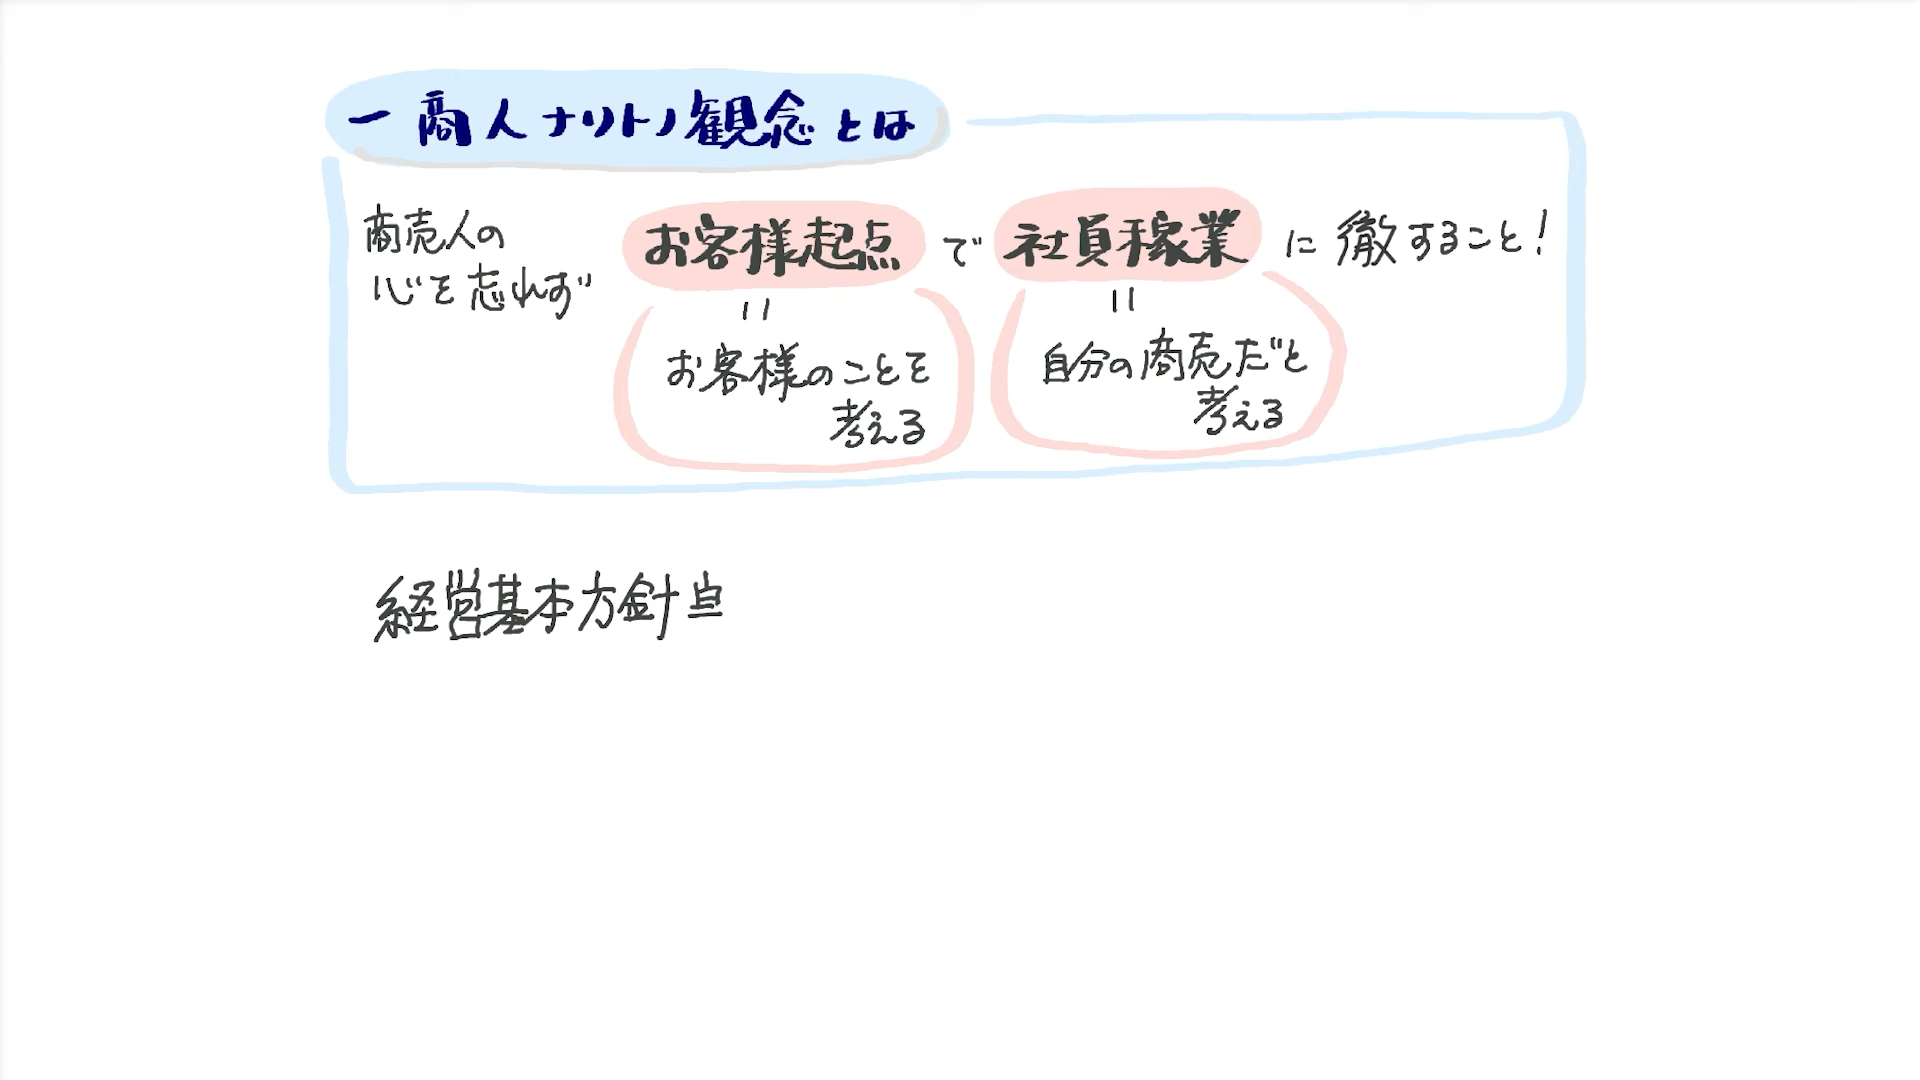 一商人ナリトノ観念とは
商売人の
心を忘れず
お客様起点で社員稼業に徹すること!
=
=
お客様のことを
考える
自分の商売だと
考える
経営基本方針